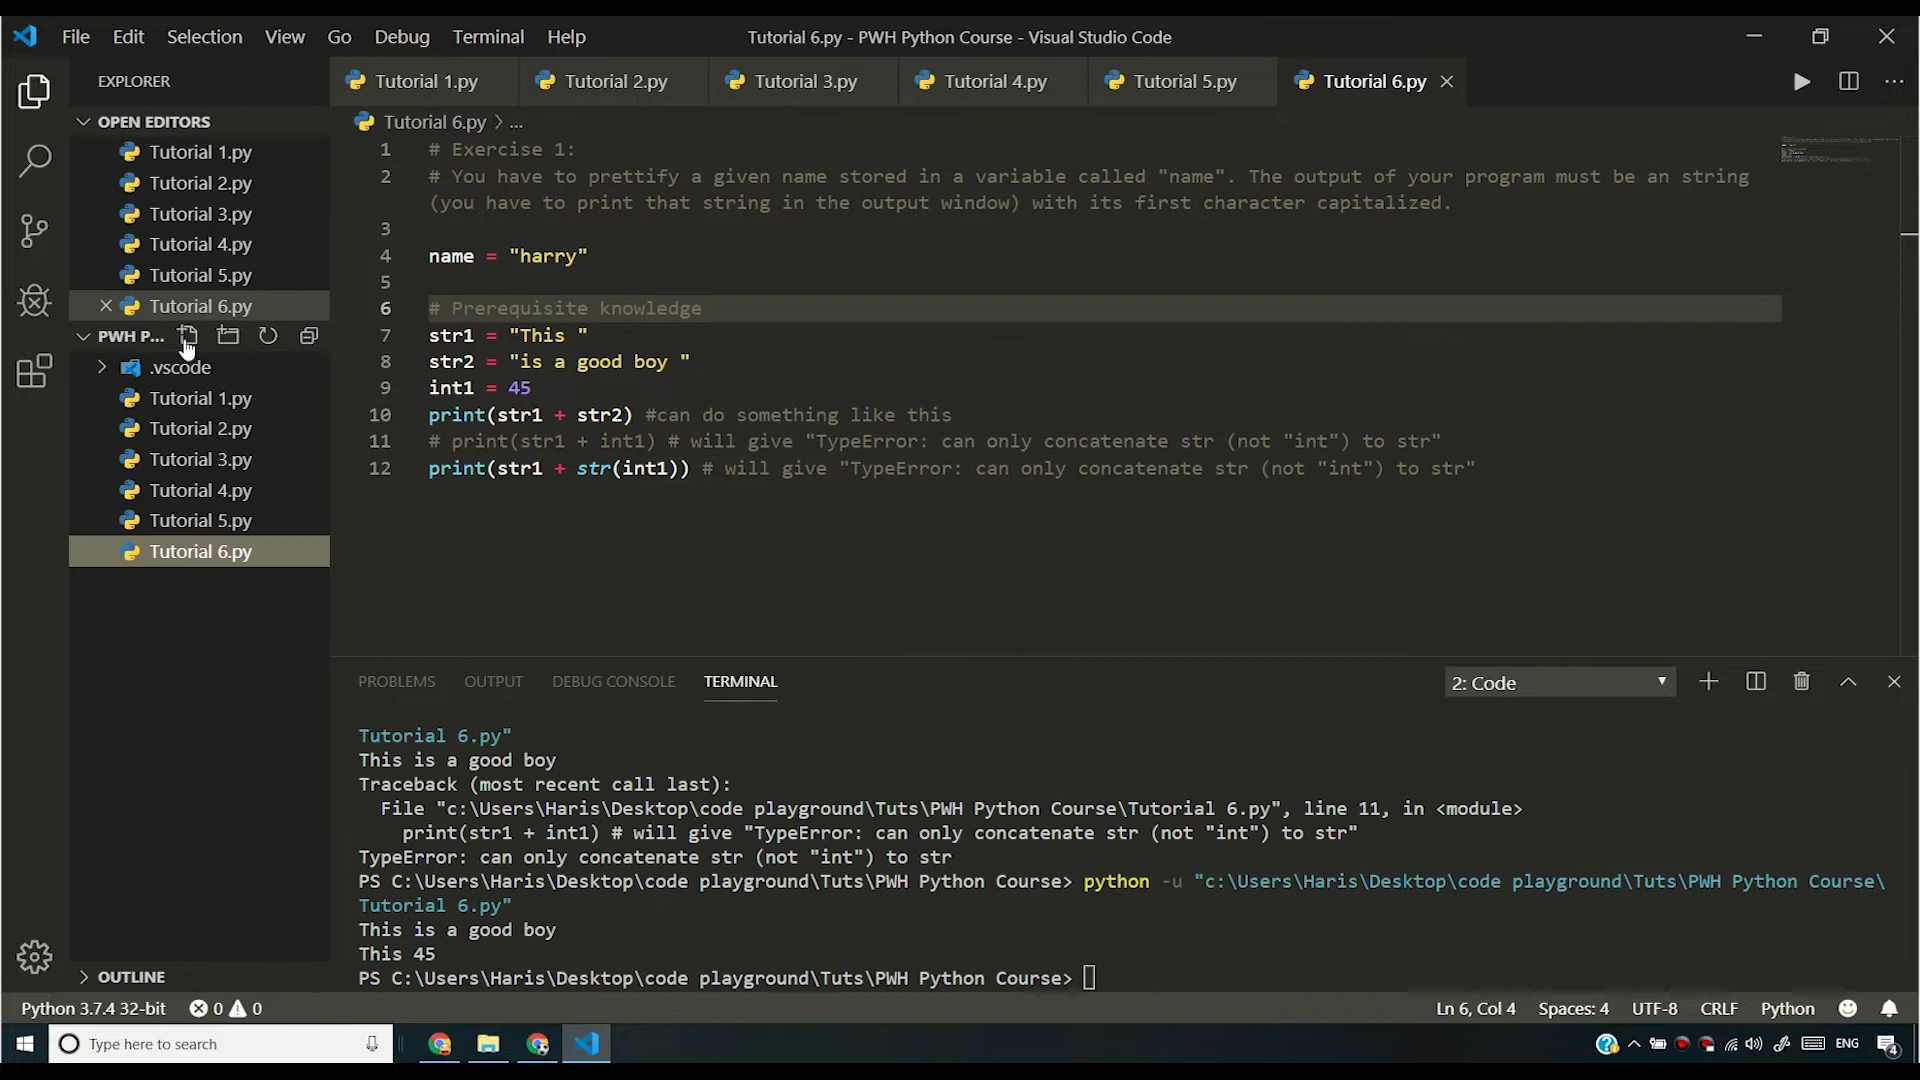 File Edit Selection View Go Debug Terminal Help
Tutorial 6.py - PWH Python Course - Visual Studio Code
EXPLORER
OPEN EDITORS
Tutorial 1.py
Tutorial 2.py
Tutorial 3.py
Tutorial 4.py
Tutorial 5.py
Tutorial 6.py
PWH P...
.vscode
Tutorial 1.py
Tutorial 2.py
Tutorial 3.py
Tutorial 4.py
Tutorial 5.py
Tutorial 6.py
OUTLINE
Tutorial 1.py Tutorial 2.py Tutorial 3.py Tutorial 4.py Tutorial 5.py Tutorial 6.py
Tutorial 6.py > ...
1 # Exercise 1:
2 # You have to prettify a given name stored in a variable called "name". The output of your program must be an string
(you have to print that string in the output window) with its first character capitalized.
3
4 name = "harry"
5
6 # Prerequisite knowledge
7 str1 = "This "
8 str2 = "is a good boy "
9 int1 = 45
10 print(str1 + str2) #can do something like this
11 # print(str1 + int1) # will give "TypeError: can only concatenate str (not "int") to str"
12 print(str1 + str(int1)) # will give "TypeError: can only concatenate str (not "int") to str"
PROBLEMS OUTPUT DEBUG CONSOLE TERMINAL
2: Code
Tutorial 6.py"
This is a good boy
Traceback (most recent call last):
File "c:\Users\Haris\Desktop\code playground\Tuts\PWH Python Course\Tutorial 6.py", line 11, in <module>
print(str1 + int1) # will give "TypeError: can only concatenate str (not "int") to str"
TypeError: can only concatenate str (not "int") to str
PS C:\Users\Haris\Desktop\code playground\Tuts\PWH Python Course> python -u "c:\Users\Haris\Desktop\code playground\Tuts\PWH Python Course\
Tutorial 6.py"
This is a good boy
This 45
PS C:\Users\Haris\Desktop\code playground\Tuts\PWH Python Course>
Python 3.7.4 32-bit 0 0
Ln 6, Col 4 Spaces: 4 UTF-8 CRLF Python
Type here to search
ENG
4